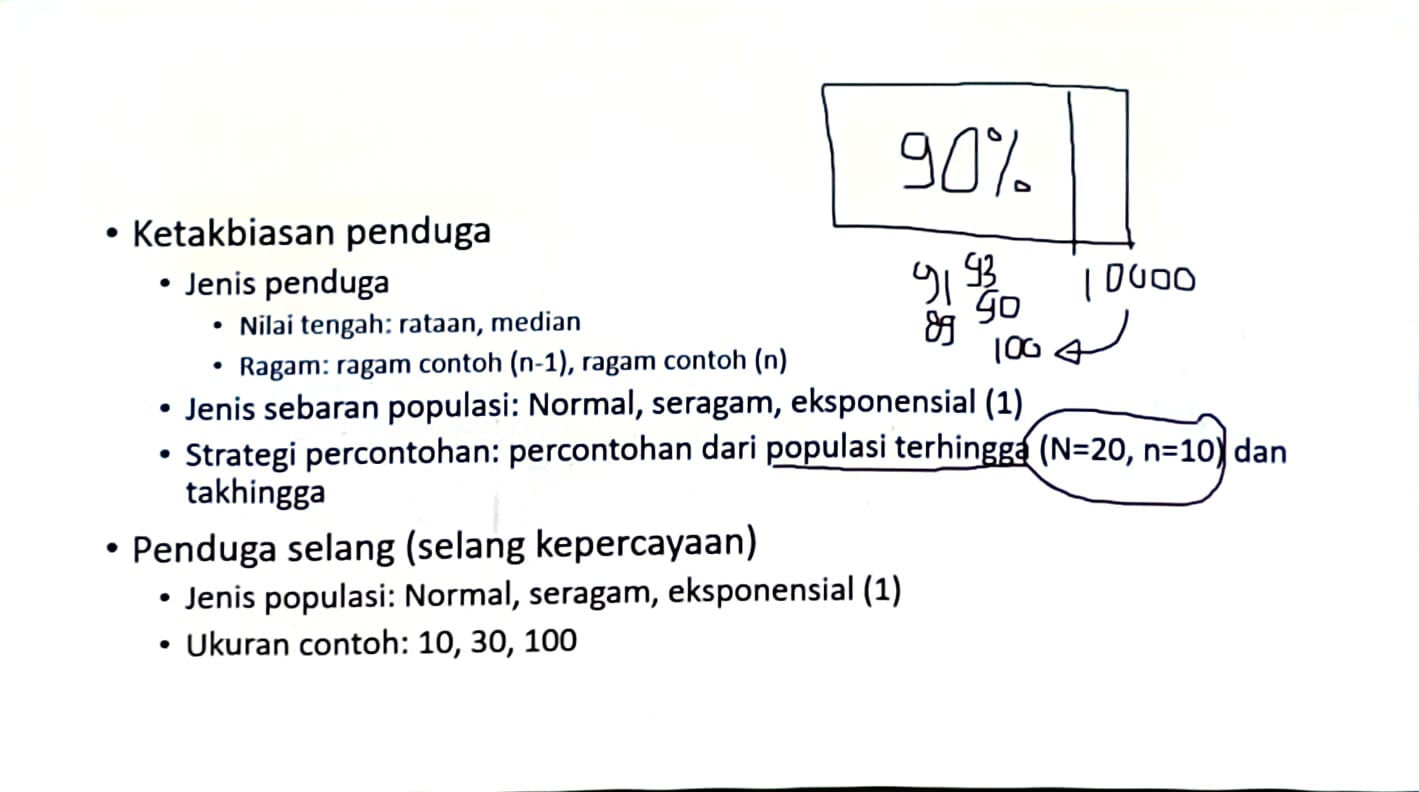 90%
• Ketakbiasan penduga
91 93
10000
• Jenis penduga
90
• Nilai tengah: rataan, median
89
100
• Ragam: ragam contoh (n-1), ragam contoh (n)
• Jenis sebaran populasi: Normal, seragam, eksponensial (1)
• Strategi percontohan: percontohan dari populasi terhingga (N=20, n=10) dan
takhingga
• Penduga selang (selang kepercayaan)
• Jenis populasi: Normal, seragam, eksponensial (1)
• Ukuran contoh: 10, 30, 100